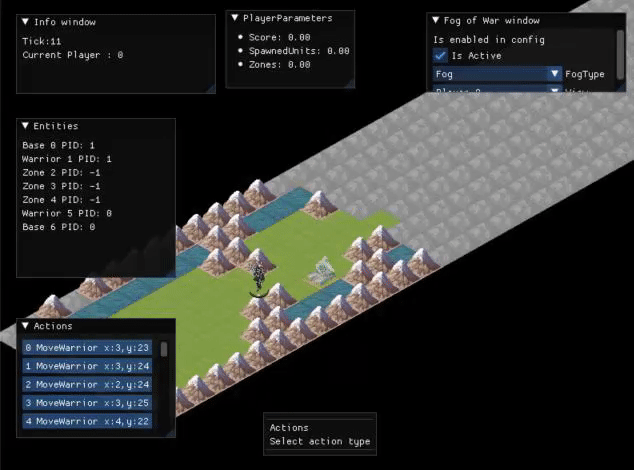 Info window
Tick:11
Current Player : 0
PlayerParameters
Score: 0.00
SpawnedUnits: 0.00
Zones: 0.00
Fog of War window
Is enabled in config
Is Active
Fog
FogType
Player 0
View
Entities
Base 0 PID: 1
Warrior 1 PID: 1
Zone 2 PID: -1
Zone 3 PID: -1
Zone 4 PID: -1
Warrior 5 PID: 0
Base 6 PID: 0
Actions
0 MoveWarrior x:3,y:23
1 MoveWarrior x:3,y:24
2 MoveWarrior x:2,y:24
3 MoveWarrior x:3,y:25
4 MoveWarrior x:4,y:22
Actions
Select action type